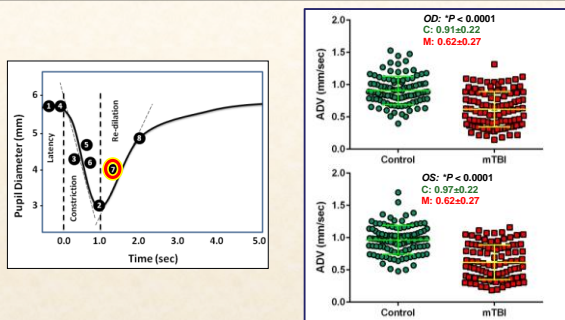 Pupil Diameter (mm)
6
5
4
3
Latency
Constriction
Re-dilation
1
4
3
5
6
2
7
8
0.0 1.0 2.0 3.0 4.0 5.0
Time (sec)
OD: *P < 0.0001
C: 0.91±0.22
M: 0.62±0.27
ADV (mm/sec)
2.0
1.5
1.0
0.5
0.0
Control mTBI
OS: *P < 0.0001
C: 0.97±0.22
M: 0.62±0.27
ADV (mm/sec)
2.0
1.5
1.0
0.5
0.0
Control mTBI